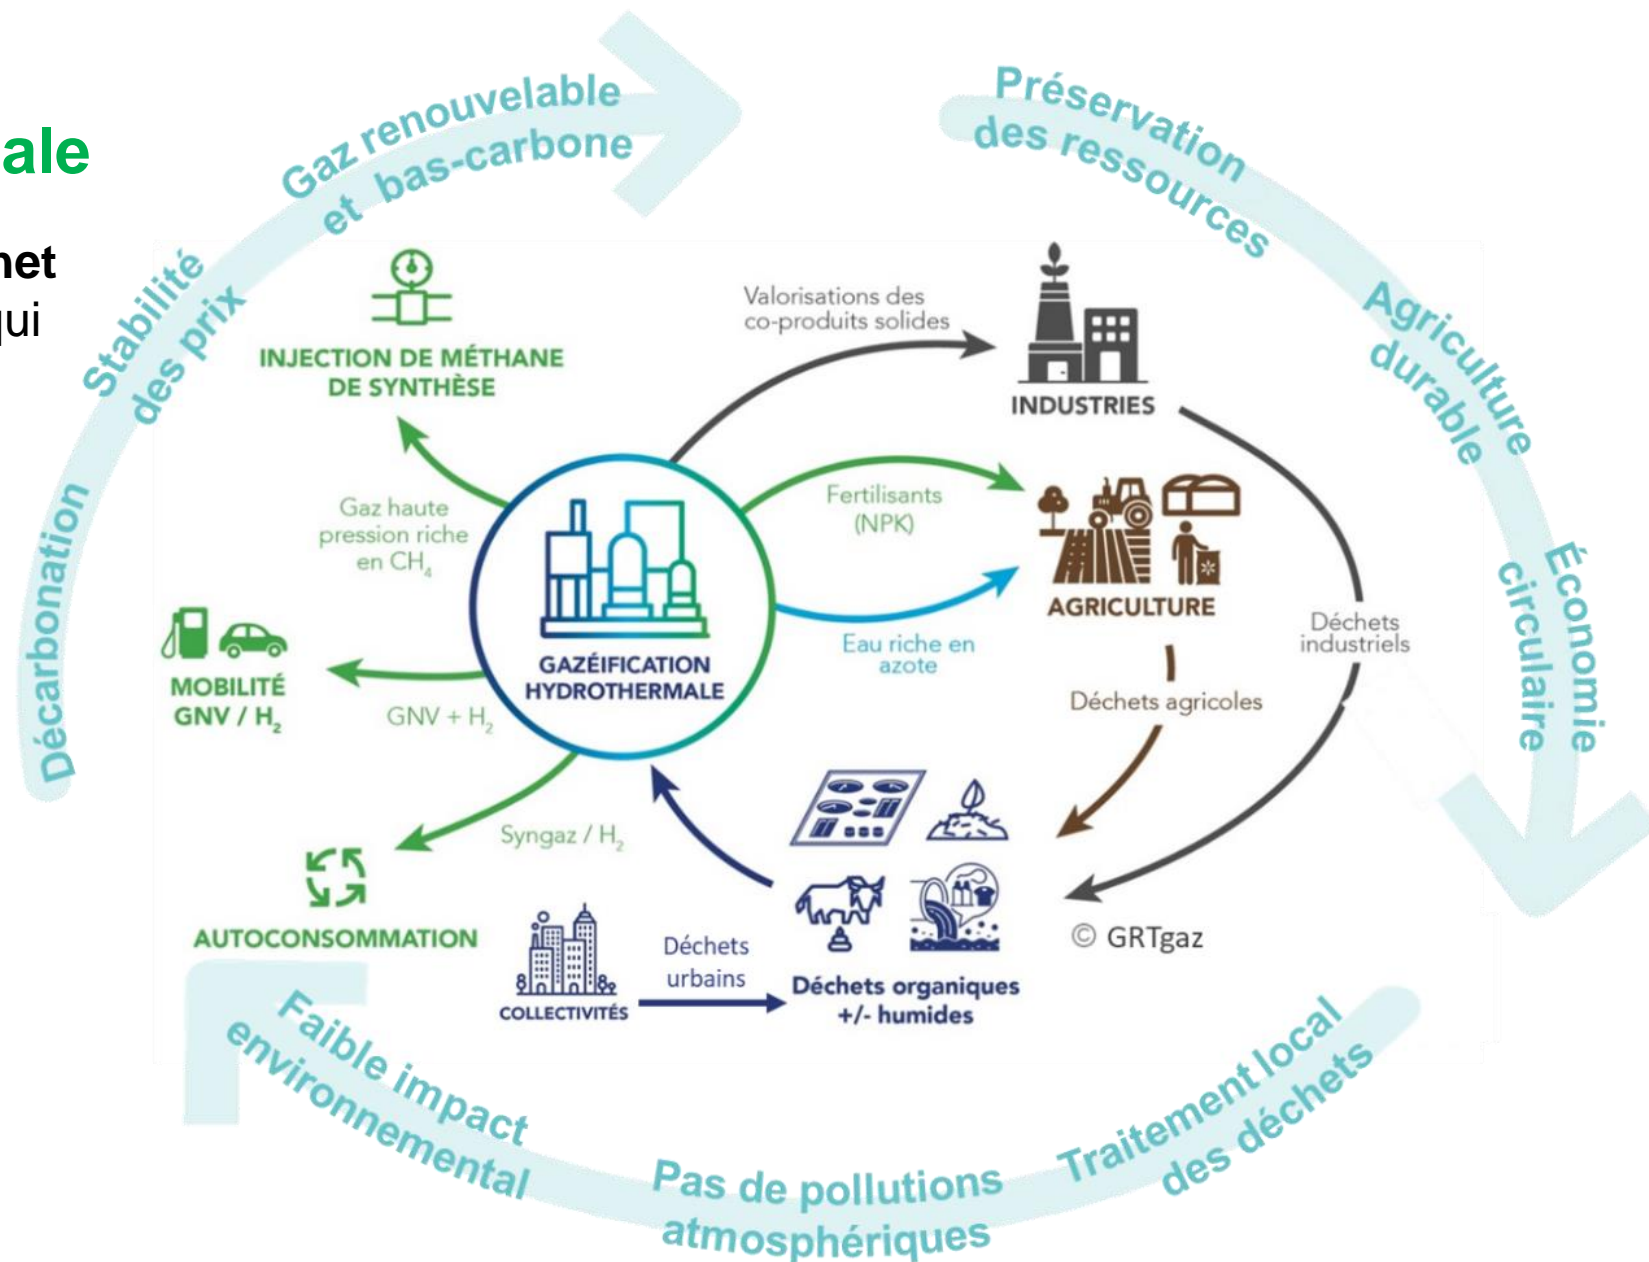 ale
net
qui
Gaz renouvelable
et bas-carbone
Stabilité
des prix
Décarbonation
Préservation
des ressources
Agriculture
durable
Économie
circulaire
INJECTION DE MÉTHANE
DE SYNTHÈSE
Valorisations des
co-produits solides
INDUSTRIES
Gaz haute
pression riche
en CH₄
Fertilisants
(NPK)
AGRICULTURE
Eau riche en
azote
Déchets
industriels
GAZÉIFICATION
HYDROTHERMALE
MOBILITÉ
GNV / H₂
GNV + H₂
Déchets agricoles
Syngaz / H₂
AUTOCONSOMMATION
COLLECTIVITÉS
Déchets
urbains
Déchets organiques
+/- humides
© GRTgaz
Faible impact
environnemental
Pas de pollutions
atmosphériques
Traitement local
des déchets